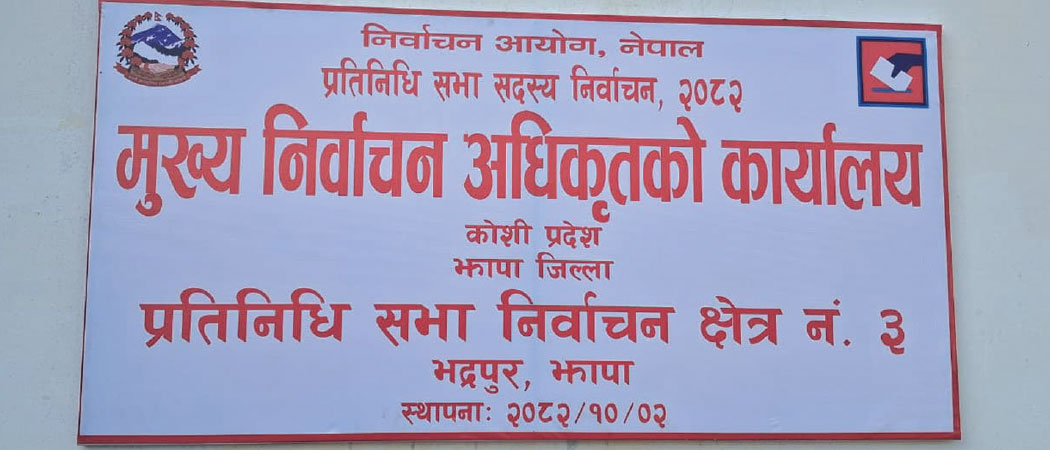 निर्वाचन आयोग, नेपाल
प्रतिनिधि सभा सदस्य निर्वाचन, २०८२
मुख्य निर्वाचन अधिकृतको कार्यालय
कोशी प्रदेश
झापा जिल्ला
प्रतिनिधि सभा निर्वाचन क्षेत्र नं. ३
भद्रपुर, झापा
स्थापनाः २०८२/१०/०२